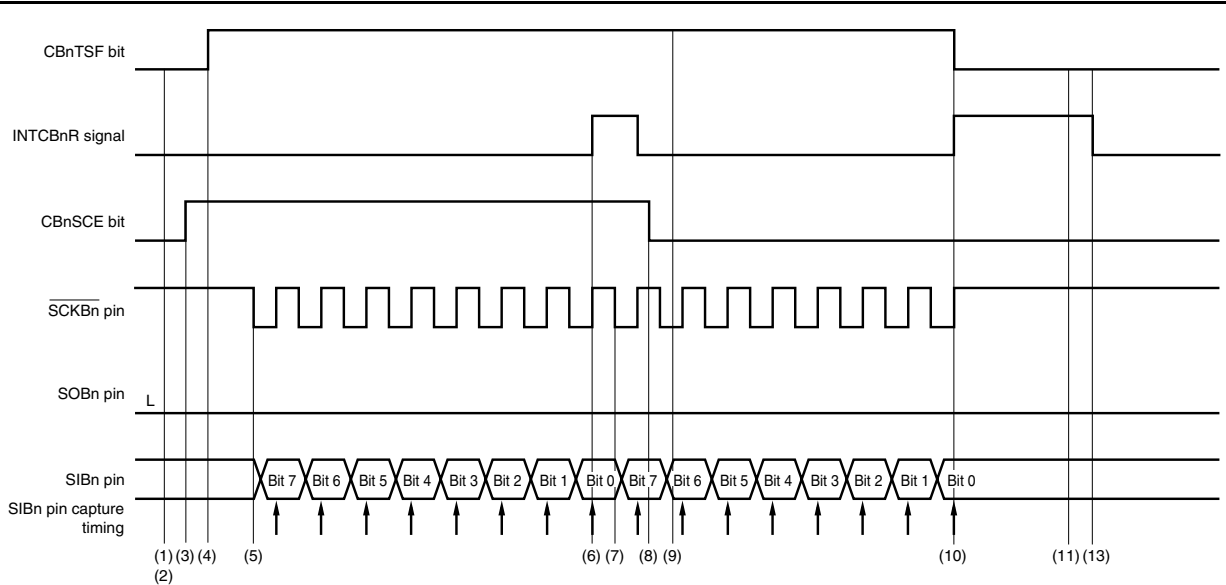 CBnTSF bit
INTCBnR signal
CBnSCE bit
SCKBn pin
SOBn pin
L
SIBn pin
Bit 7 Bit 6 Bit 5 Bit 4 Bit 3 Bit 2 Bit 1 Bit 0 Bit 7 Bit 6 Bit 5 Bit 4 Bit 3 Bit 2 Bit 1 Bit 0
SIBn pin capture
timing
(1) (3) (4) (5) (6) (7) (8) (9) (10) (11) (13)
(2)